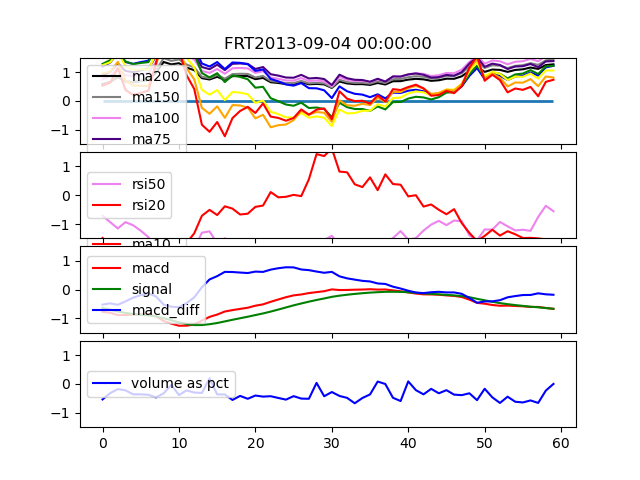 FRT2013-09-04 00:00:00
1
0
−1
ma200
ma150
ma100
ma75
1
0
−1
rsi50
rsi20
ma10
1
0
−1
macd
signal
macd_diff
1
0
−1
volume as pct
0 10 20 30 40 50 60